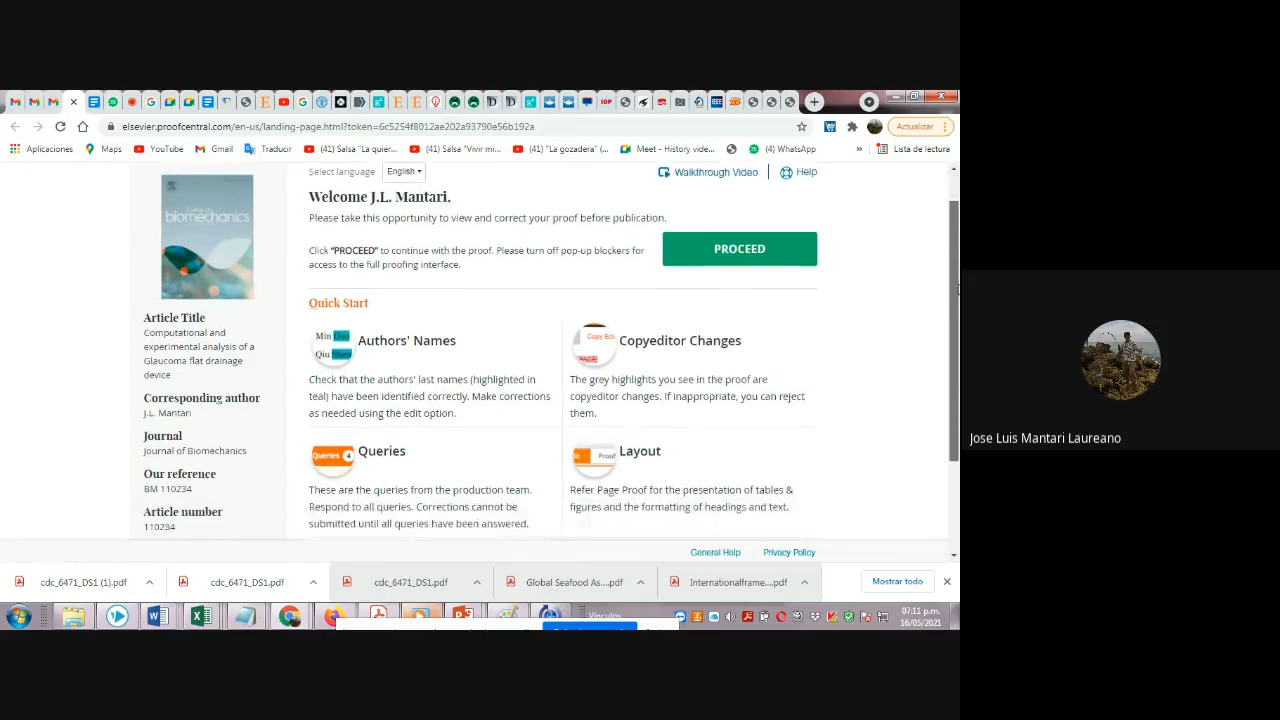 elsevier.proofcentral
us/landing-page.html?token=6c5254f8012ae202a93790e56b192a
Actualizar
Aplicaciones
Maps
YouTube
Gmail
Traducir
(41) Salsa "La quier...
(41) Salsa "Vivir mi...
(41) "La gozadera" (...
Meet - History vide...
(4) WhatsApp
»
Lista de lectura
Select language
English
Walkthrough Video
Help
Welcome J.L. Mantari,
Please take this opportunity to view and correct your proof before publication.
Click "PROCEED" to continue with the proof. Please turn off pop-up blockers for
access to the full proofing interface.
PROCEED
biomechanics
Article Title
Computational and
experimental analysis of a
Glaucoma flat drainage
device
Corresponding author
J.L. Mantari
Journal
Journal of Biomechanics
Our reference
BM 110234
Article number
110234
Quick Start
Min Gao
Qiu Shen
Authors' Names
Check that the authors' last names (highlighted in
teal) have been identified correctly. Make corrections
as needed using the edit option.
Copy Edi
Copyeditor Changes
The grey highlights you see in the proof are
copyeditor changes. If inappropriate, you can reject
them.
Queries 4
Queries
These are the queries from the production team.
Respond to all queries. Corrections cannot be
submitted until all queries have been answered.
Proof
Layout
Refer Page Proof for the presentation of tables &
figures and the formatting of headings and text.
General Help
Privacy Policy
cdc_6471_DS1 (1).pdf
cdc_6471_DS1.pdf
cdc_6471_DS1.pdf
Global Seafood As....pdf
Internationalframe....pdf
Mostrar todo
Vínculos
07:11 p.m.
16/05/2021
Jose Luis Mantari Laureano